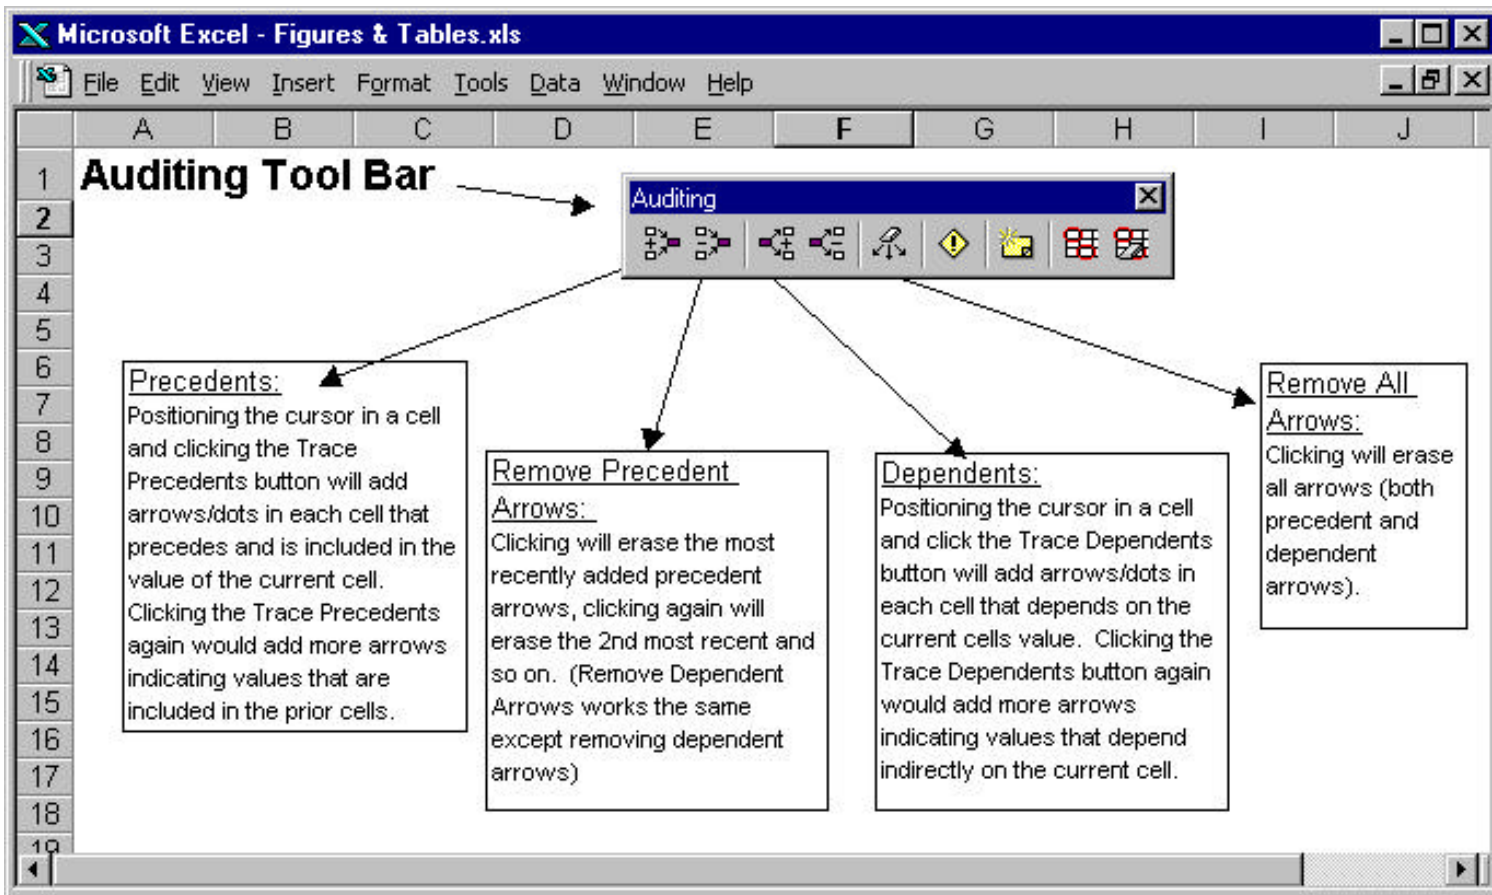 Microsoft Excel - Figures & Tables.xls
File Edit View Insert Format Tools Data Window Help
A B C D E F G H I J
1
2
3
4
5
6
7
8
9
10
11
12
13
14
15
16
17
18
19
Auditing Tool Bar
Auditing
Precedents:
Positioning the cursor in a cell
and clicking the Trace
Precedents button will add
arrows/dots in each cell that
precedes and is included in the
value of the current cell.
Clicking the Trace Precedents
again would add more arrows
indicating values that are
included in the prior cells.
Remove Precedent
Arrows:
Clicking will erase the most
recently added precedent
arrows, clicking again will
erase the 2nd most recent and
so on.  (Remove Dependent
Arrows works the same
except removing dependent
arrows)
Dependents:
Positioning the cursor in a cell
and click the Trace Dependents
button will add arrows/dots in
each cell that depends on the
current cells value.  Clicking the
Trace Dependents button again
would add more arrows
indicating values that depend
indirectly on the current cell.
Remove All
Arrows:
Clicking will erase
all arrows (both
precedent and
dependent
arrows).